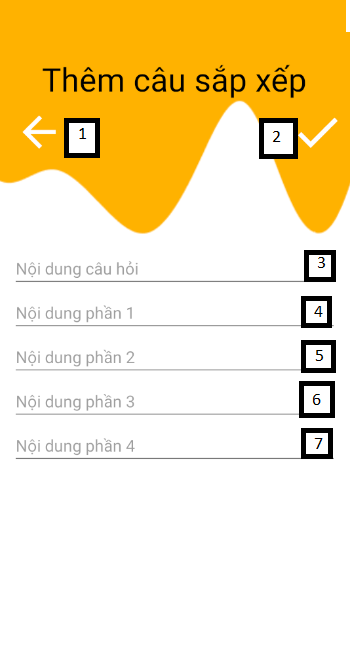 Thêm câu sắp xếp
1
2
Nội dung câu hỏi 3
Nội dung phần 1 4
Nội dung phần 2 5
Nội dung phần 3 6
Nội dung phần 4 7